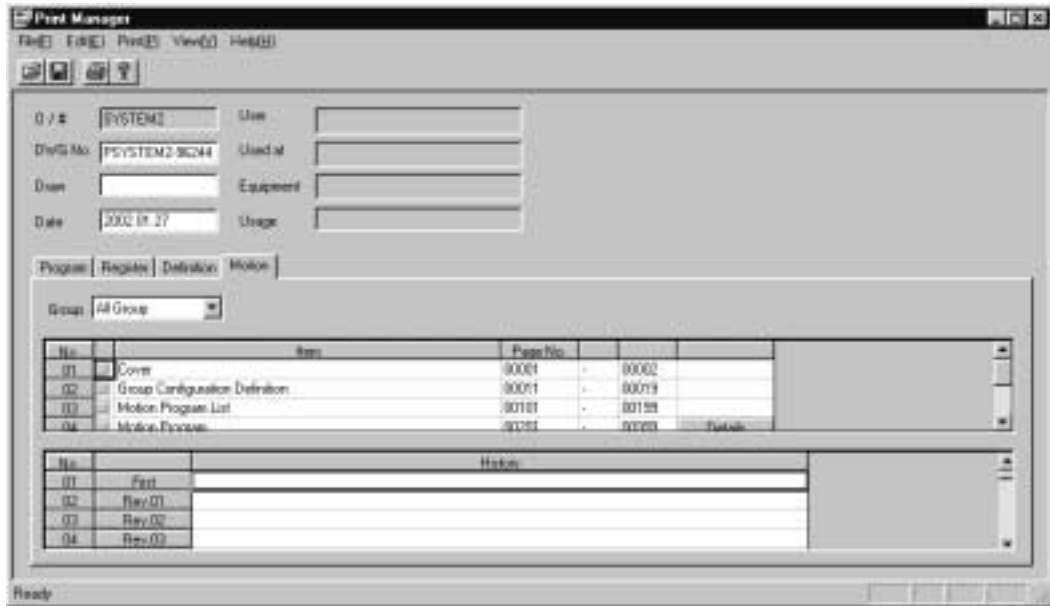 Print Manager
File(F) Edit(E) Print(P) View(V) Help(H)
O / # SYSTEM2 User
DWG No. PSYSTEM2-96244 Used at
Drawn Equipment
Date 2002.01.27 Usage
Program Register Definition Motion
Group All Group
No. Item Page No.
01 Cover 00001 - 00002
02 Group Configuration Definition 00011 - 00019
03 Motion Program List 00101 - 00199
04 Motion Program - Details
No. History
01 First
02 Rev.01
03 Rev.02
04 Rev.03
Ready